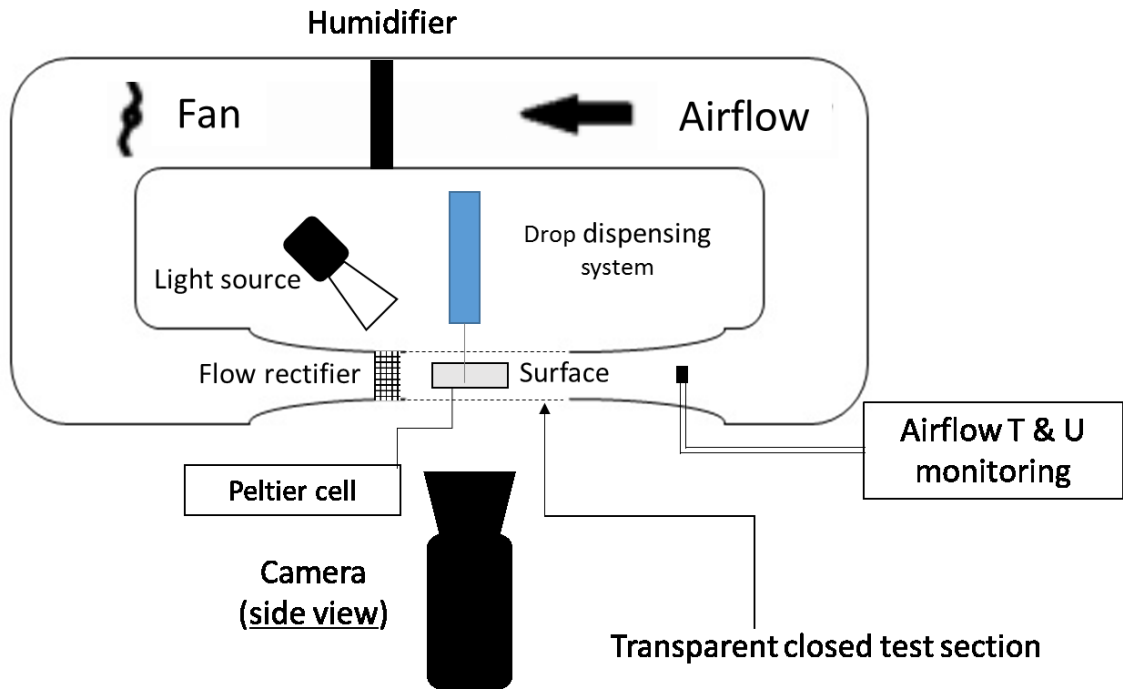 Humidifier
Fan
Airflow
Drop dispensing
system
Light source
Flow rectifier
Surface
Airflow T & U
monitoring
Peltier cell
Camera
(side view)
Transparent closed test section